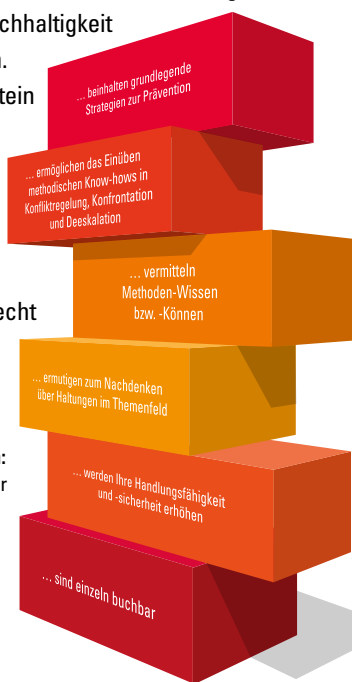 chhaltigkeit
.
tein
... beinhalten grundlegende
Strategien zur Prävention
... ermöglichen das Einüben
methodischen Know-hows in
Konfliktregelung, Konfrontation
und Deeskalation
... vermitteln
Methoden-Wissen
bzw. -Können
echt
... ermutigen zum Nachdenken
über Haltungen im Themenfeld
:
r
... werden Ihre Handlungsfähigkeit
und -sicherheit erhöhen
... sind einzeln buchbar